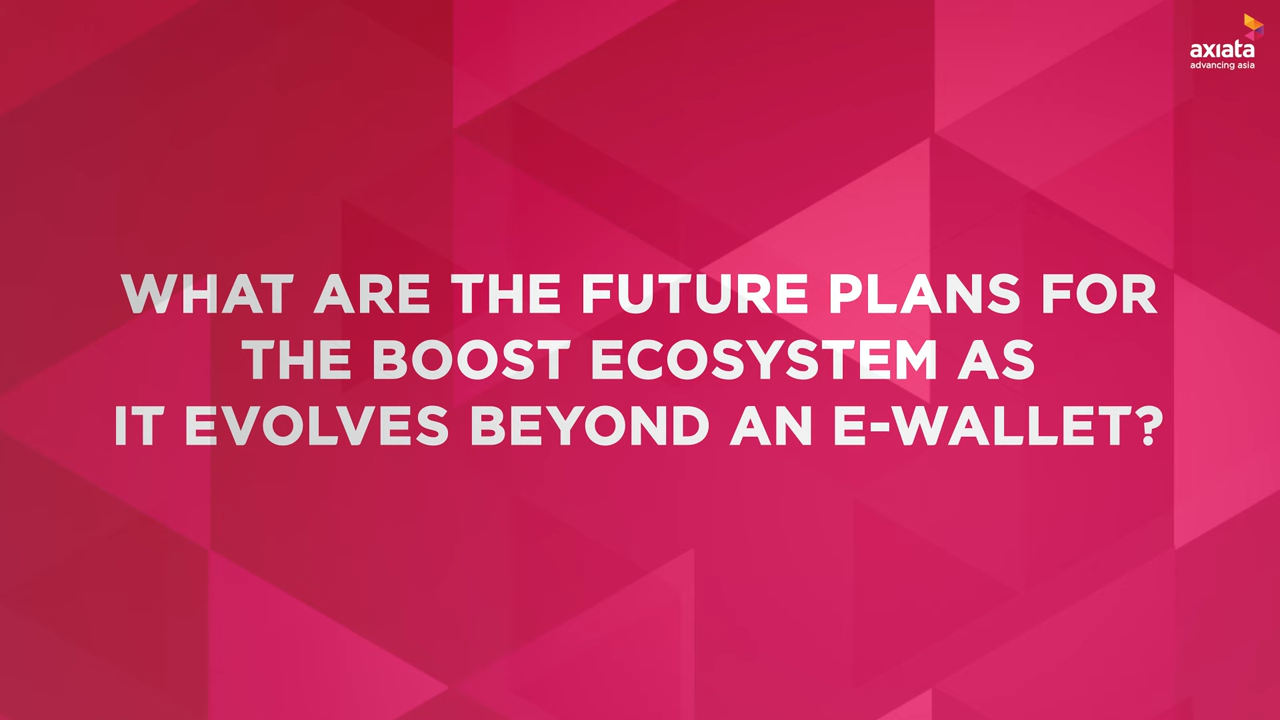 axiata
advancing asia
WHAT ARE THE FUTURE PLANS FOR
THE BOOST ECOSYSTEM AS
IT EVOLVES BEYOND AN E-WALLET?